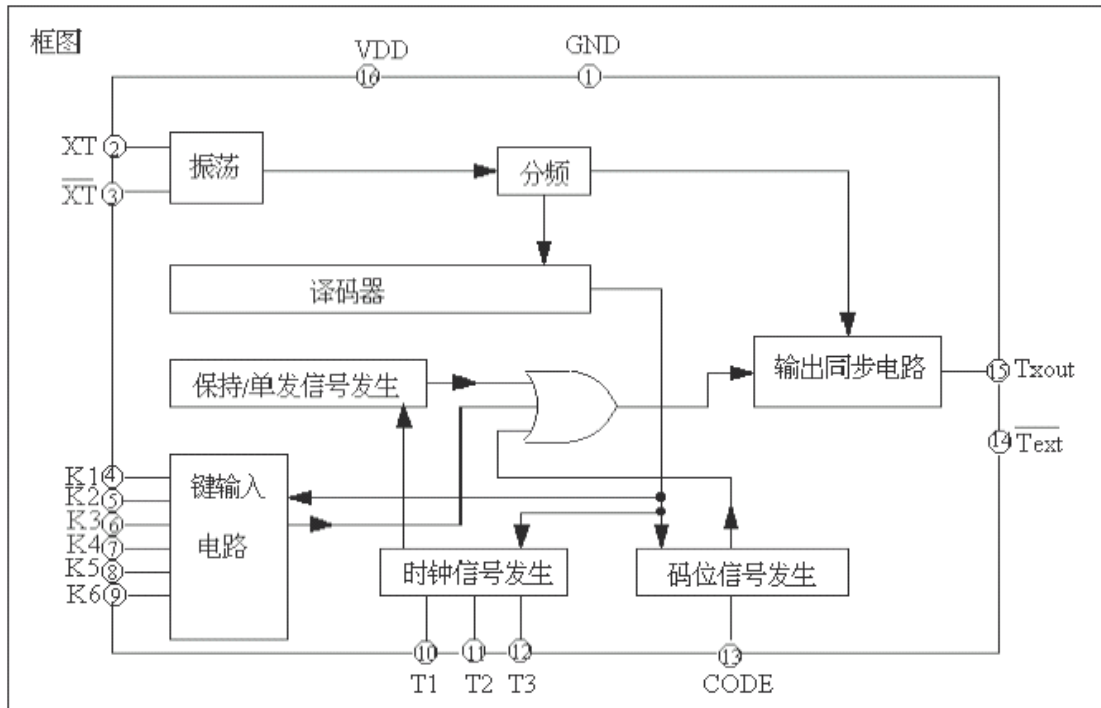 框图
VDD
GND
16
1
XT 2
振荡
分频
X̅T̅ 3
译码器
保持/单发信号发生
输出同步电路
15 Txout
14 T̅e̅x̅t̅
K1 4
键输入
电路
K2 5
K3 6
K4 7
K5 8
K6 9
时钟信号发生
码位信号发生
10
11
12
13
T1
T2
T3
CODE